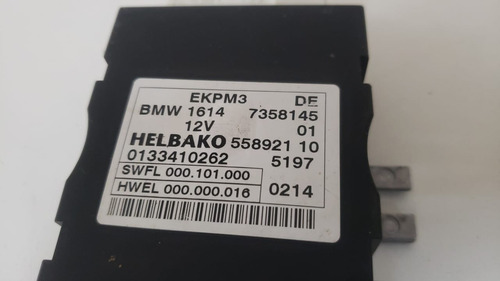 EKPM3 DE
BMW 1614 7358145
12V 01
HELBAKO 558921 10
0133410262 5197
SWFL 000.101.000
HWEL 000.000.016 0214